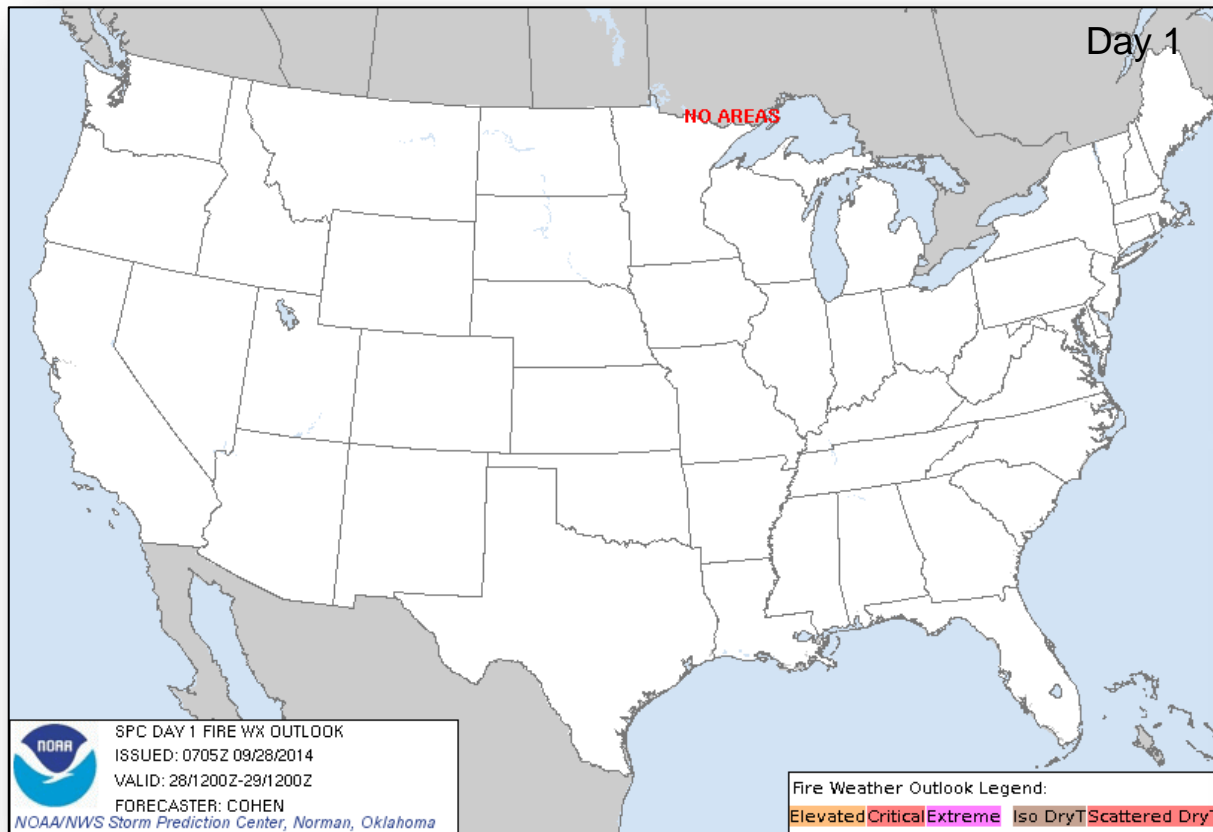 Day 1
NO AREAS
NOAA
SPC DAY 1 FIRE WX OUTLOOK
ISSUED: 0705Z 09/28/2014
VALID: 28/1200Z-29/1200Z
FORECASTER: COHEN
NOAA/NWS Storm Prediction Center, Norman, Oklahoma
Fire Weather Outlook Legend:
Elevated Critical Extreme Iso DryT Scattered DryT